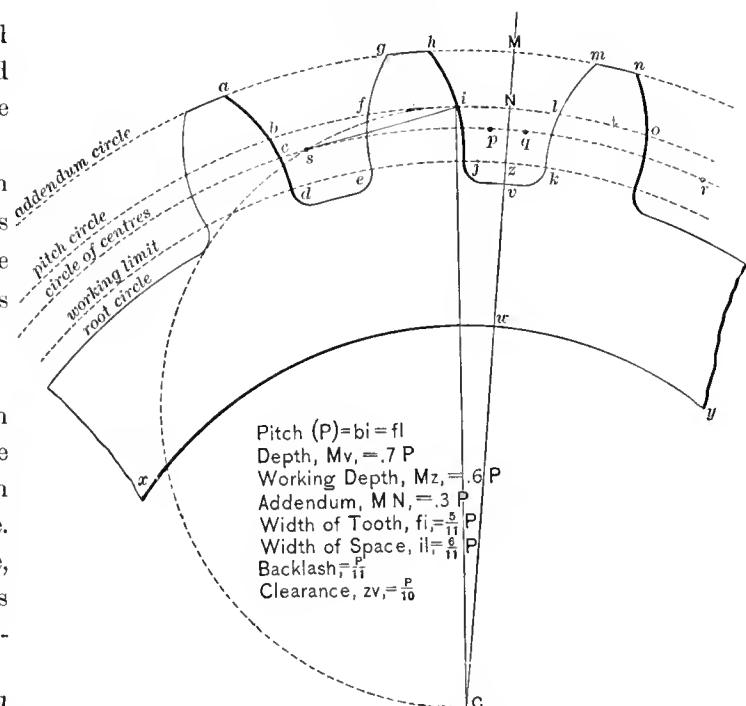 a
g
h
M
m
n
b
f
i
N
l
o
c
s
p
q
d
e
j
z
k
v
r
addendum circle
pitch circle
circle of centres
working limit
root circle
w
x
y
Pitch (P)=bi=fl
Depth, Mv,=.7 P
Working Depth, Mz,=.6 P
Addendum, M N,=.3 P
Width of Tooth, fi,=5/11 P
Width of Space, il,=6/11 P
Backlash,=P/11
Clearance, zv,=P/10
C